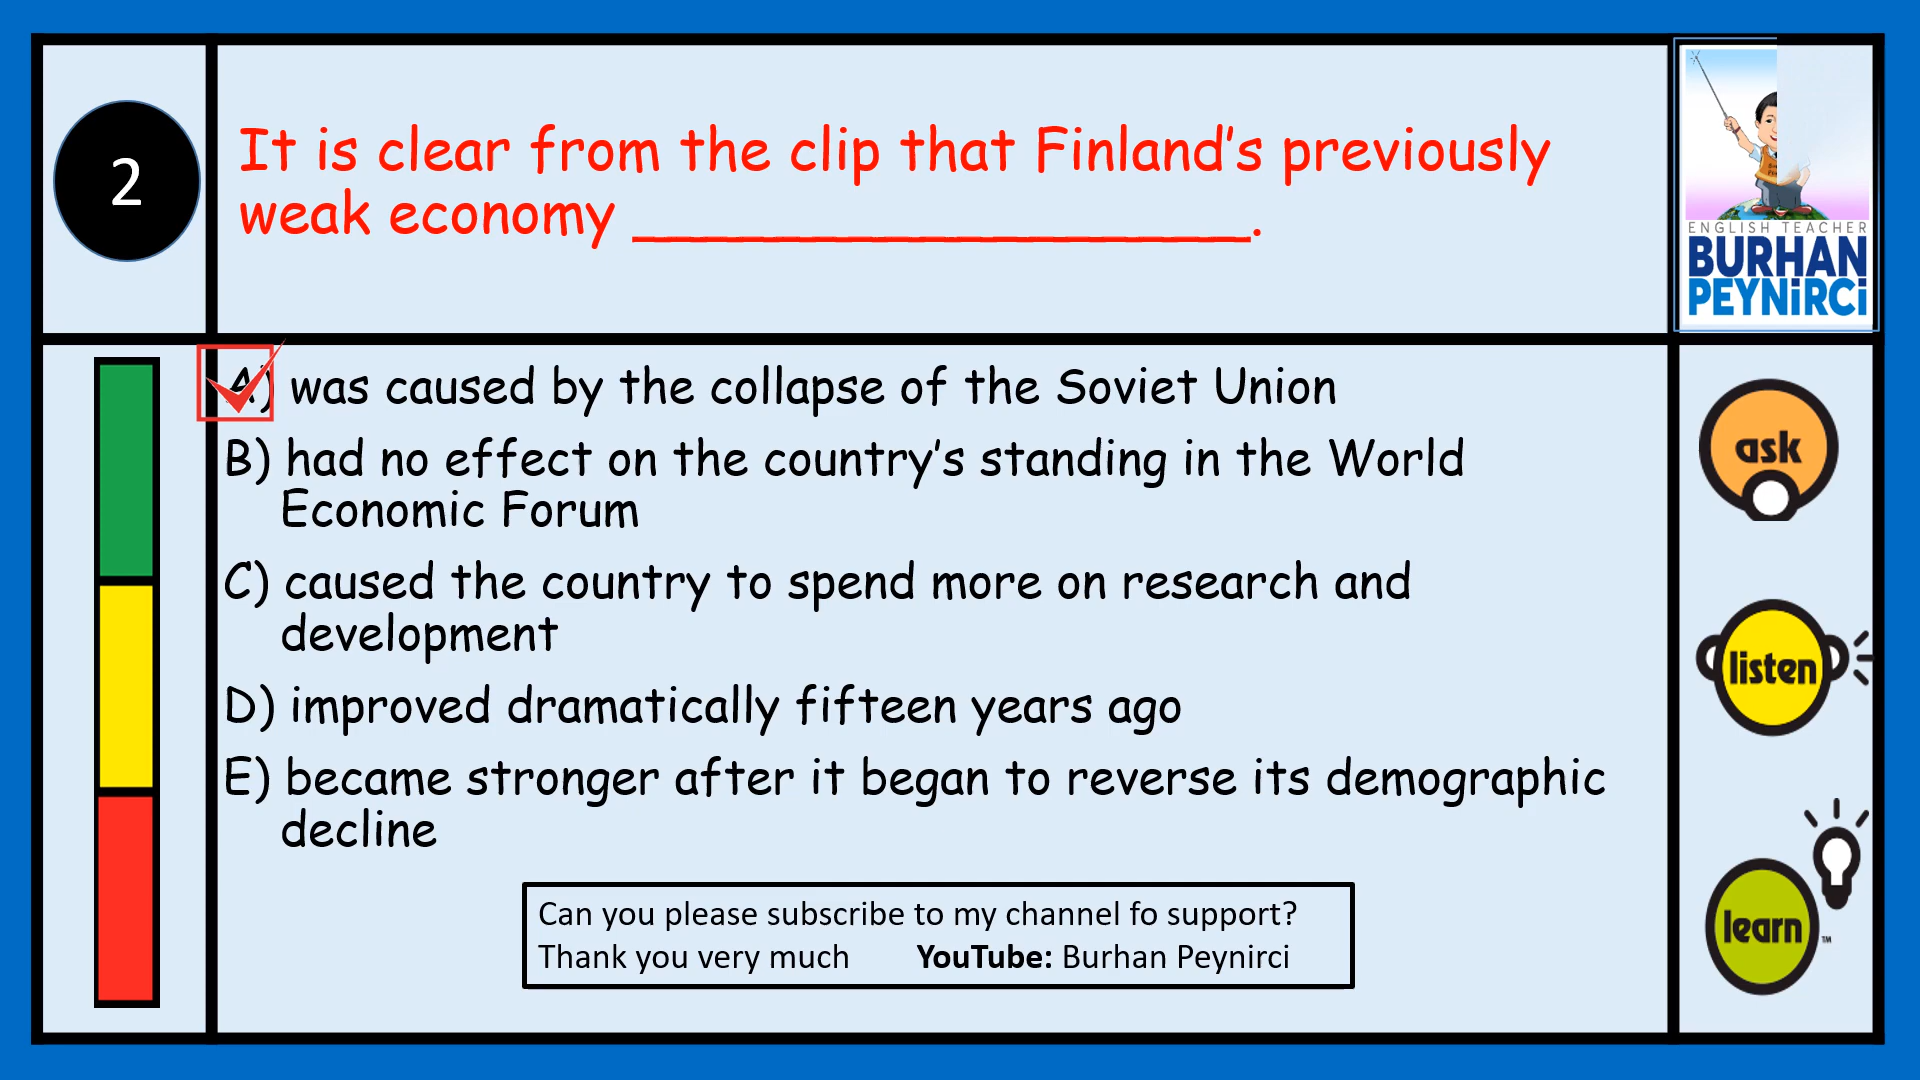 2
It is clear from the clip that Finland's previously
weak economy __________________.
ENGLISH TEACHER
BURHAN
PEYNiRCi
A) was caused by the collapse of the Soviet Union
B) had no effect on the country's standing in the World
Economic Forum
C) caused the country to spend more on research and
development
D) improved dramatically fifteen years ago
E) became stronger after it began to reverse its demographic
decline
ask
listen
learn™
Can you please subscribe to my channel fo support?
Thank you very much YouTube: Burhan Peynirci